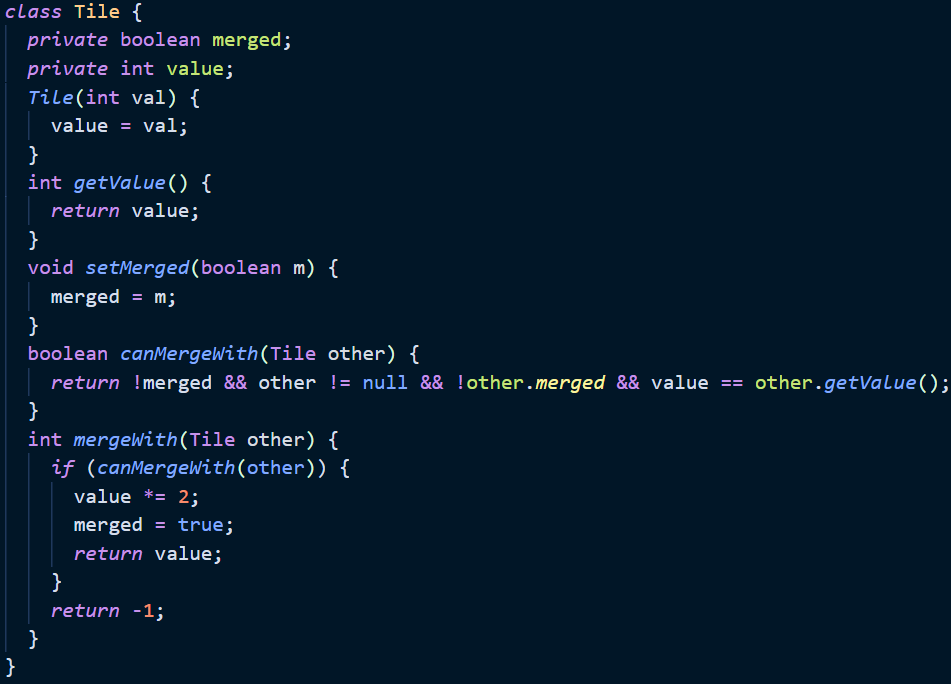 class Tile {
  private boolean merged;
  private int value;
  Tile(int val) {
    value = val;
  }
  int getValue() {
    return value;
  }
  void setMerged(boolean m) {
    merged = m;
  }
  boolean canMergeWith(Tile other) {
    return !merged && other != null && !other.merged && value == other.getValue();
  }
  int mergeWith(Tile other) {
    if (canMergeWith(other)) {
      value *= 2;
      merged = true;
      return value;
    }
    return -1;
  }
}